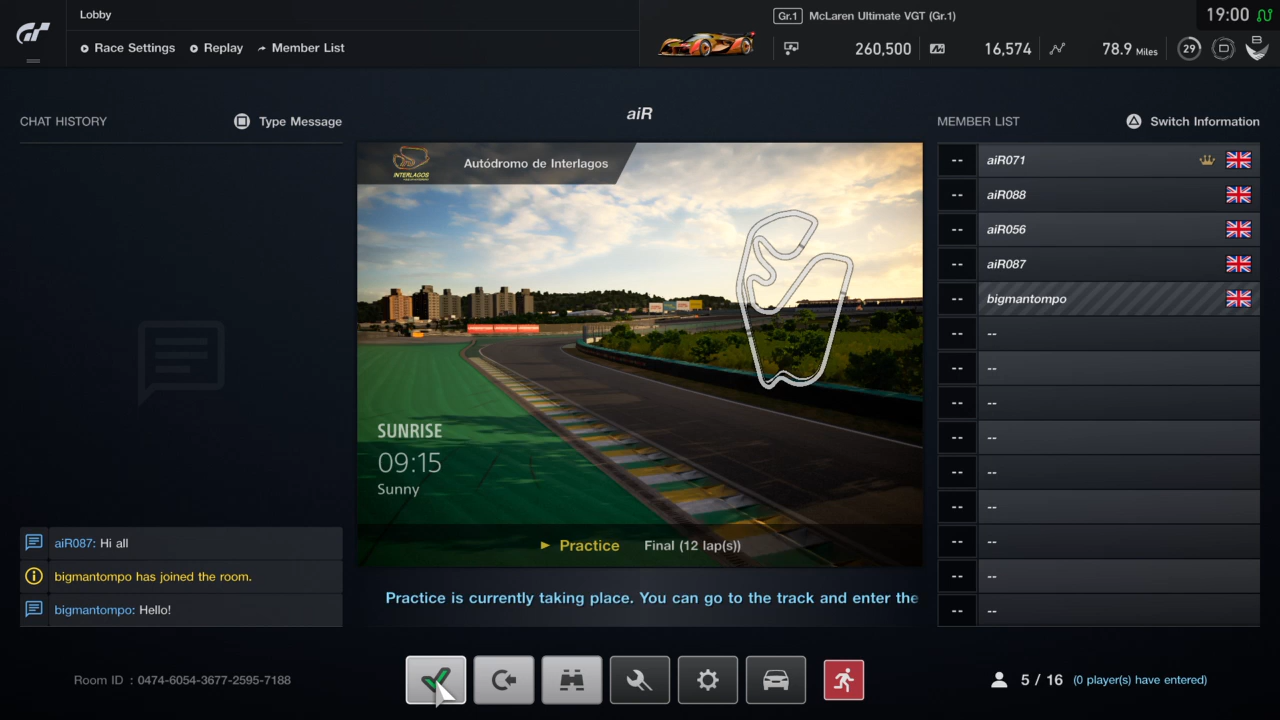 Lobby
Race Settings Replay Member List
Gr.1 McLaren Ultimate VGT (Gr.1)
260,500 16,574 78.9 Miles 29
19:00
CHAT HISTORY Type Message
aiR087: Hi all
bigmantompo has joined the room.
bigmantompo: Hello!
aiR
INTERLAGOS
Autódromo de Interlagos
SUNRISE
09:15
Sunny
Practice Final (12 lap(s))
Practice is currently taking place. You can go to the track and enter the
MEMBER LIST Switch Information
-- aiR071
-- aiR088
-- aiR056
-- aiR087
-- bigmantompo
-- --
-- --
-- --
-- --
-- --
-- --
-- --
-- --
-- --
Room ID : 0474-6054-3677-2595-7188
5 / 16 (0 player(s) have entered)